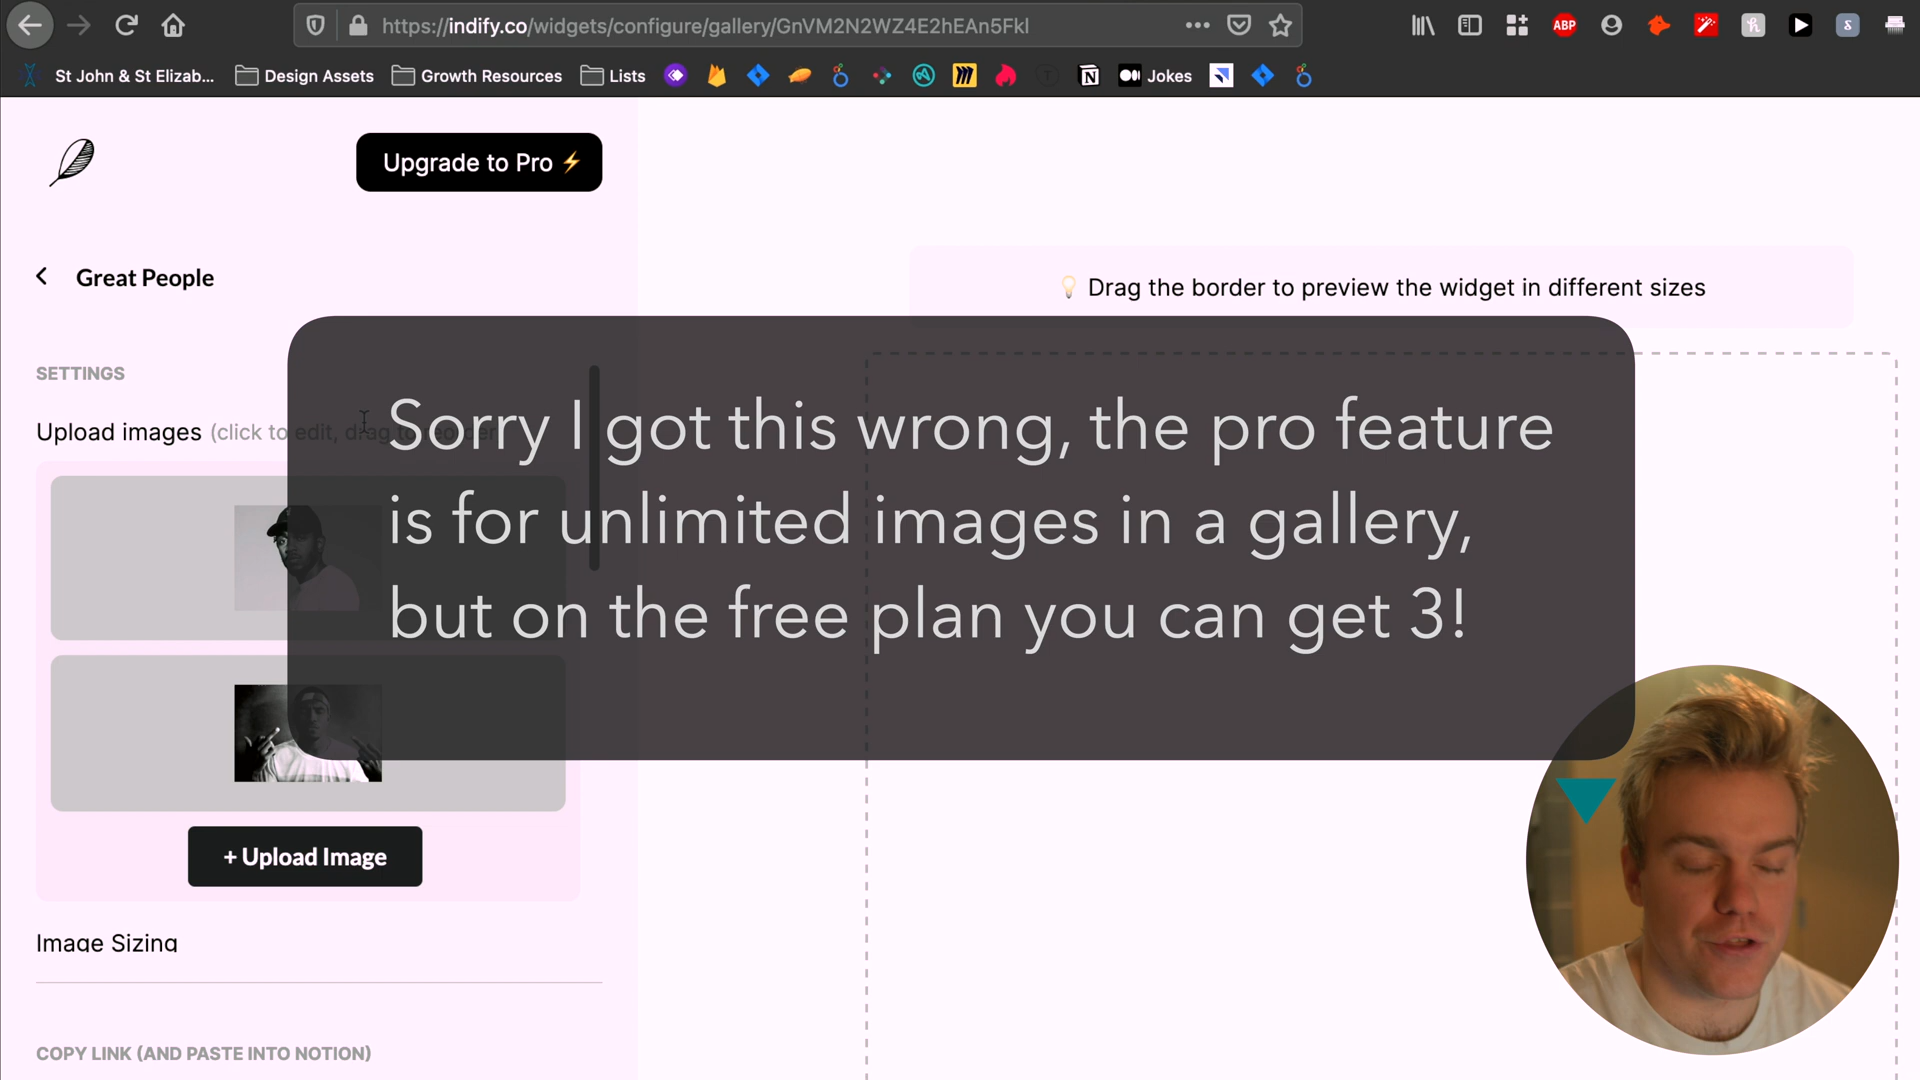 https://indify.co/widgets/configure/gallery/GnVM2N2WZ4E2hEAn5Fkl
ABP
St John & St Elizab...
Design Assets
Growth Resources
Lists
Jokes
Upgrade to Pro ⚡
Great People
💡 Drag the border to preview the widget in different sizes
SETTINGS
Upload images (click to edit, drag to reorder
Sorry I got this wrong, the pro feature
is for unlimited images in a gallery,
but on the free plan you can get 3!
+ Upload Image
Image Sizing
COPY LINK (AND PASTE INTO NOTION)